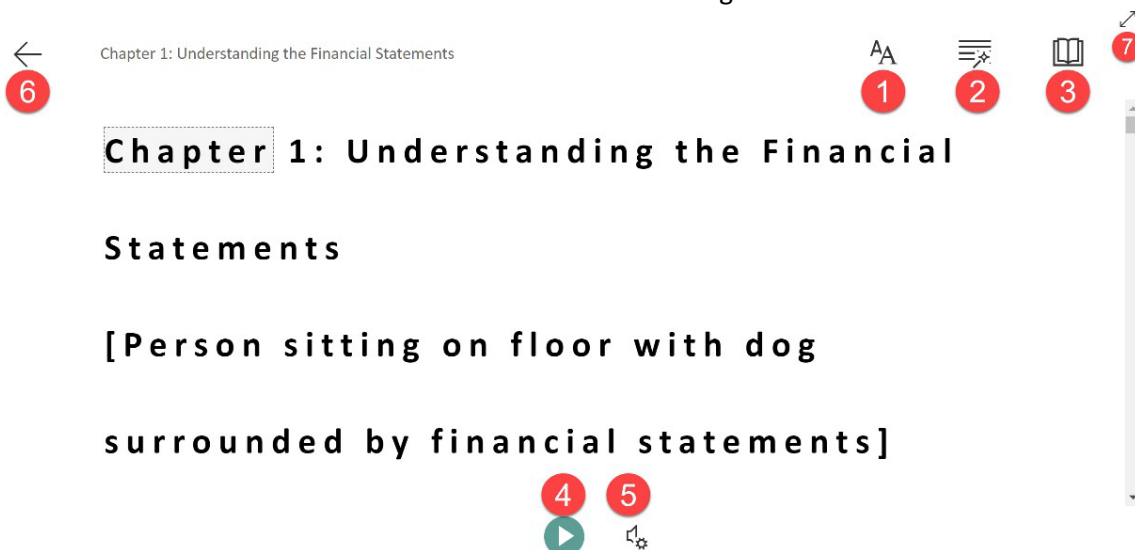 7
Chapter 1: Understanding the Financial Statements
AA
6
1
2
3
Chapter 1: Understanding the Financial
Statements
[Person sitting on floor with dog
surrounded by financial statements]
4
5